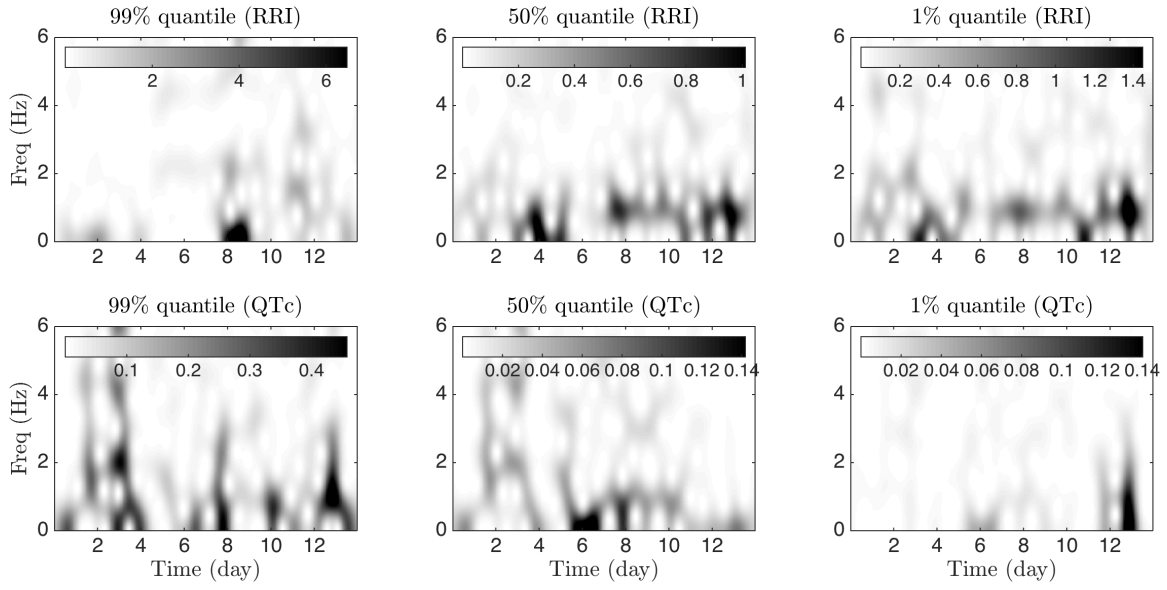 99% quantile (RRI)
50% quantile (RRI)
1% quantile (RRI)
6
4
2
0
Freq (Hz)
2 4 6
2 4 6 8 10 12
6
4
2
0
0.2 0.4 0.6 0.8 1
2 4 6 8 10 12
6
4
2
0
0.2 0.4 0.6 0.8 1 1.2 1.4
2 4 6 8 10 12
99% quantile (QTc)
50% quantile (QTc)
1% quantile (QTc)
6
4
2
0
Freq (Hz)
0.1 0.2 0.3 0.4
2 4 6 8 10 12
Time (day)
6
4
2
0
0.02 0.04 0.06 0.08 0.1 0.12 0.14
2 4 6 8 10 12
Time (day)
6
4
2
0
0.02 0.04 0.06 0.08 0.1 0.12 0.14
2 4 6 8 10 12
Time (day)